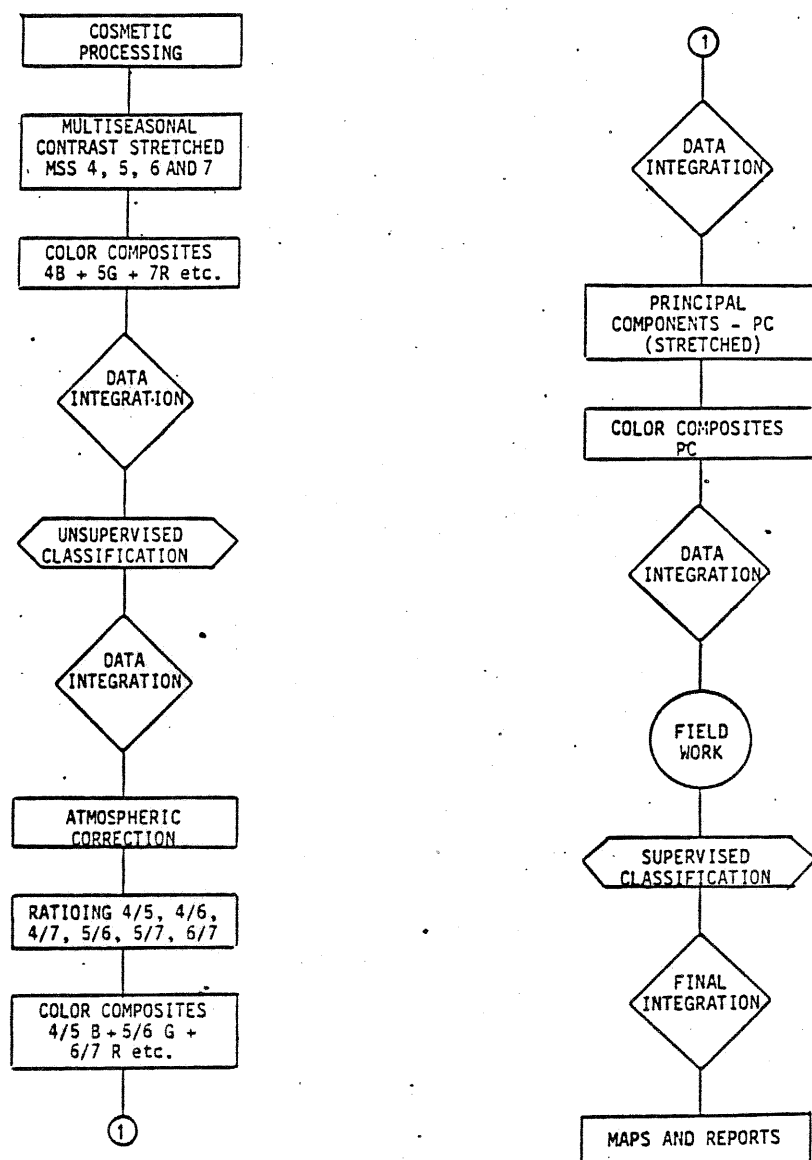 COSMETIC
PROCESSING
MULTISEASONAL
CONTRAST STRETCHED
MSS 4, 5, 6 AND 7
COLOR COMPOSITES
4B + 5G + 7R etc.
DATA
INTEGRATION
UNSUPERVISED
CLASSIFICATION
DATA
INTEGRATION
ATMOSPHERIC
CORRECTION
RATIOING 4/5, 4/6,
4/7, 5/6, 5/7, 6/7
COLOR COMPOSITES
4/5 B + 5/6 G +
6/7 R etc.
1
1
DATA
INTEGRATION
PRINCIPAL
COMPONENTS - PC
(STRETCHED)
COLOR COMPOSITES
PC
DATA
INTEGRATION
FIELD
WORK
SUPERVISED
CLASSIFICATION
FINAL
INTEGRATION
MAPS AND REPORTS